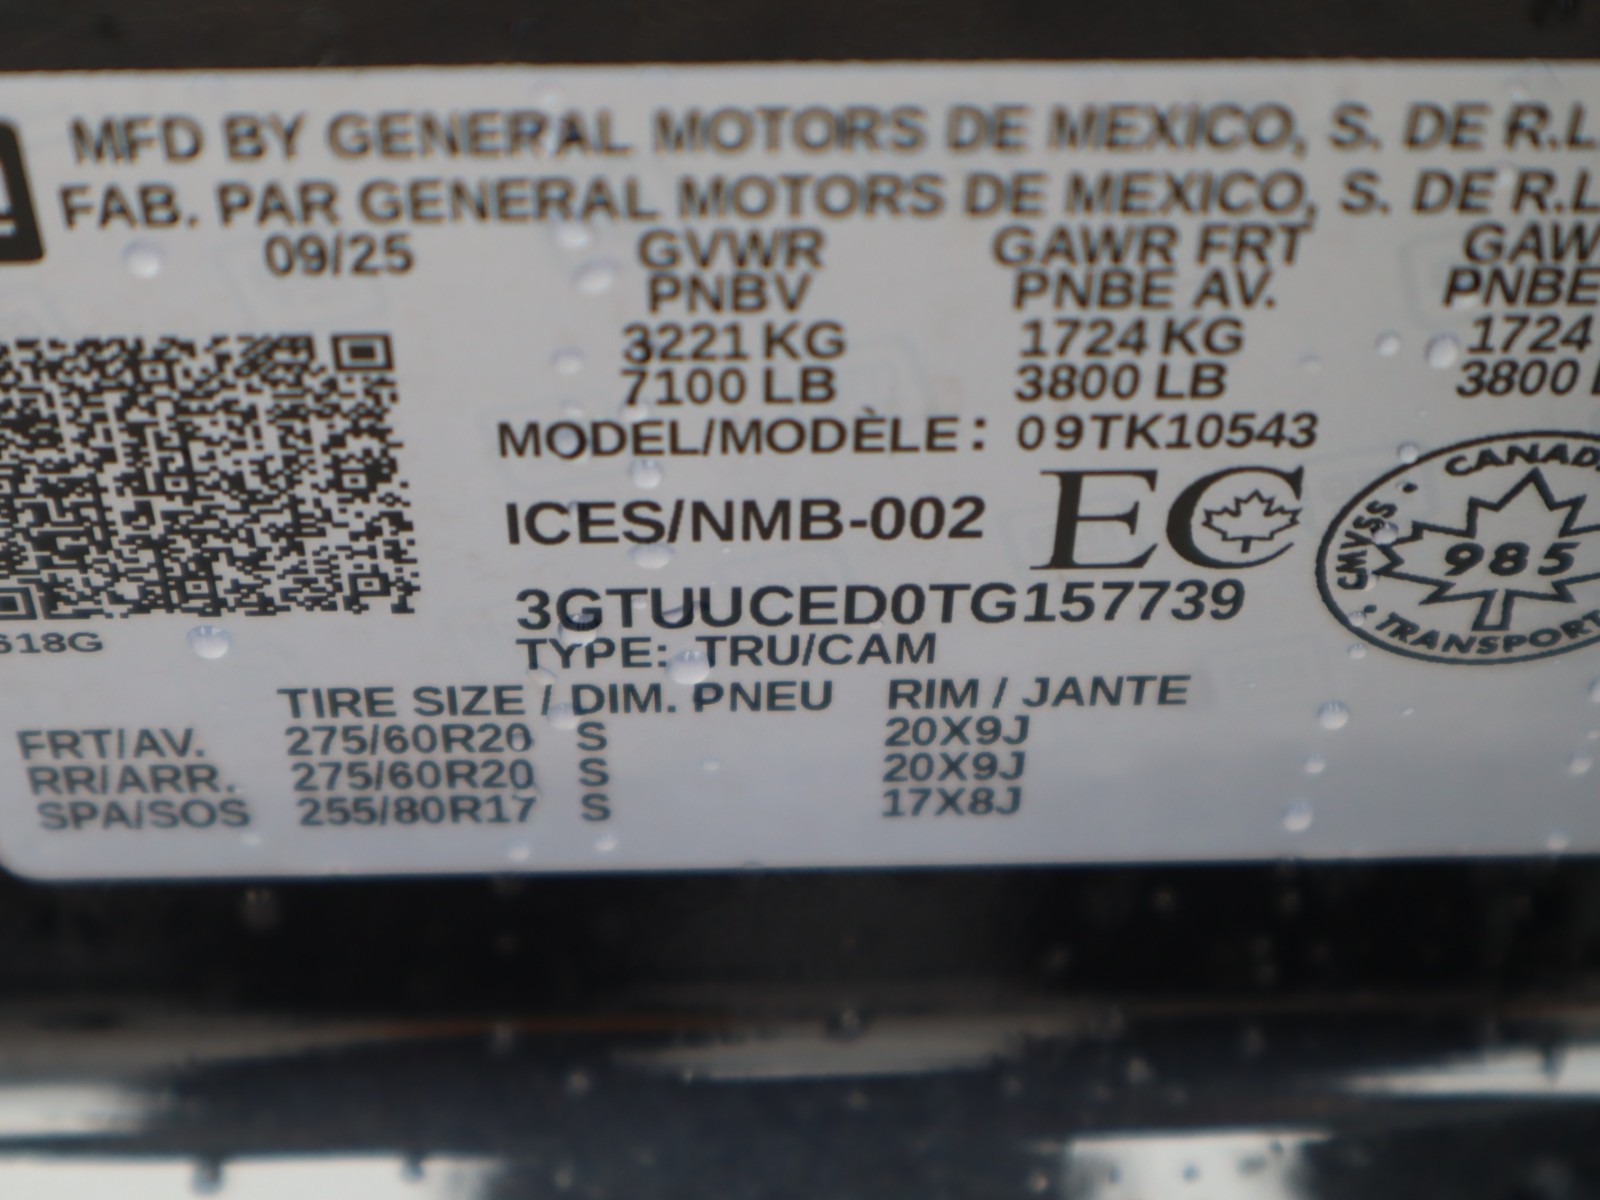 MFD BY GENERAL MOTORS DE MEXICO, S. DE R.L.
FAB. PAR GENERAL MOTORS DE MEXICO, S. DE R.L
09/25 GVWR GAWR FRT GAW
PNBV PNBE AV. PNBE
3221 KG 1724 KG 1724
7100 LB 3800 LB 3800 L
MODEL/MODÈLE: 09TK10543
ICES/NMB-002 EC
CANADA
CMVSS
985
TRANSPORT
3GTUUCED0TG157739
618G
TYPE: TRU/CAM
TIRE SIZE / DIM. PNEU RIM / JANTE
FRT/AV. 275/60R20 S 20X9J
RR/ARR. 275/60R20 S 20X9J
SPA/SOS 255/80R17 S 17X8J